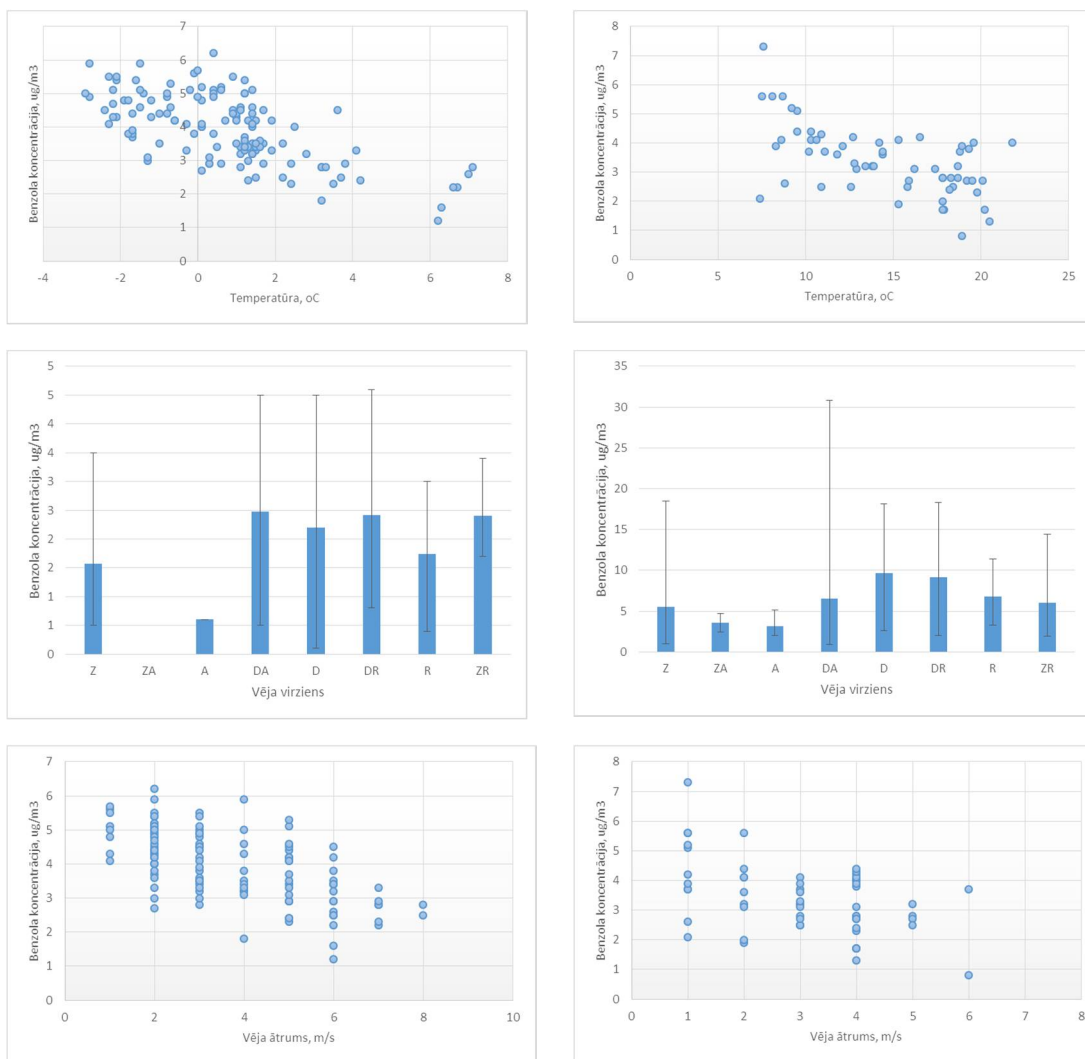 Benzola koncentrācija, ug/m3
7
6
5
4
3
2
1
0
-4 -2 0 2 4 6 8
Temperatūra, oC
Benzola koncentrācija, ug/m3
8
7
6
5
4
3
2
1
0
0 5 10 15 20 25
Temperatūra, oC
Benzola koncentrācija, ug/m3
5
5
4
4
3
3
2
2
1
1
0
Z ZA A DA D DR R ZR
Vēja virziens
Benzola koncentrācija, ug/m3
35
30
25
20
15
10
5
0
Z ZA A DA D DR R ZR
Vēja virziens
Benzola koncentrācija, ug/m3
7
6
5
4
3
2
1
0
0 2 4 6 8 10
Vēja ātrums, m/s
Benzola koncentrācija, ug/m3
8
7
6
5
4
3
2
1
0
0 1 2 3 4 5 6 7 8
Vēja ātrums, m/s